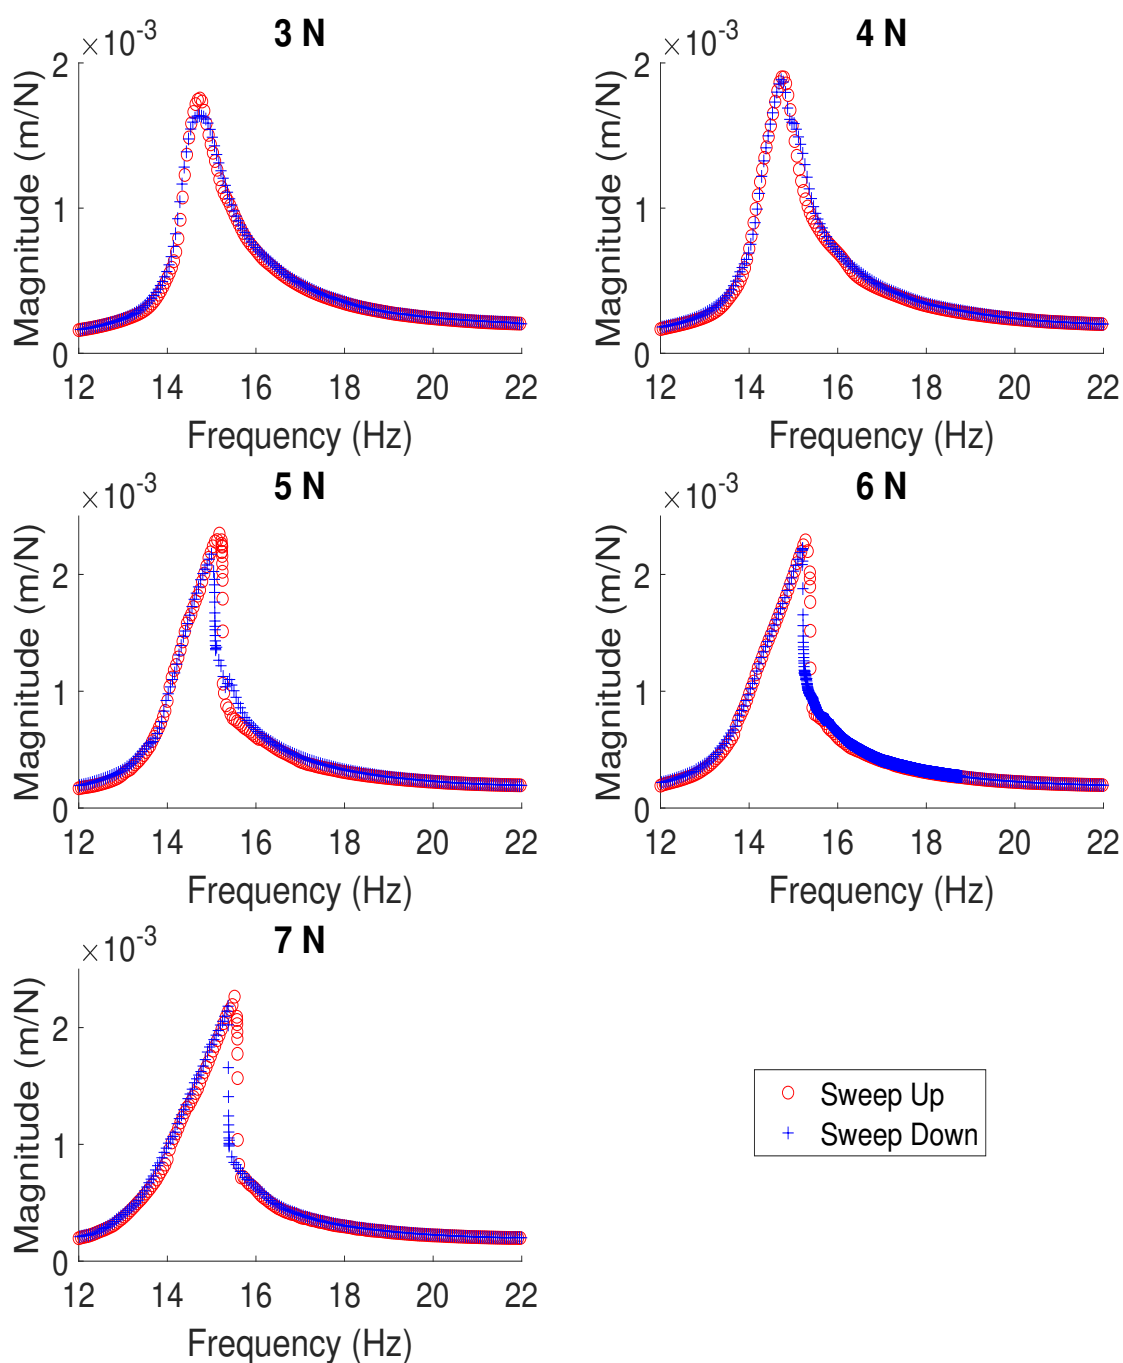 3 N
×10⁻³
Magnitude (m/N)
2
1
0
12 14 16 18 20 22
Frequency (Hz)
4 N
×10⁻³
Magnitude (m/N)
2
1
0
12 14 16 18 20 22
Frequency (Hz)
5 N
×10⁻³
Magnitude (m/N)
2
1
0
12 14 16 18 20 22
Frequency (Hz)
6 N
×10⁻³
Magnitude (m/N)
2
1
0
12 14 16 18 20 22
Frequency (Hz)
7 N
×10⁻³
Magnitude (m/N)
2
1
0
12 14 16 18 20 22
Frequency (Hz)
Sweep Up
Sweep Down